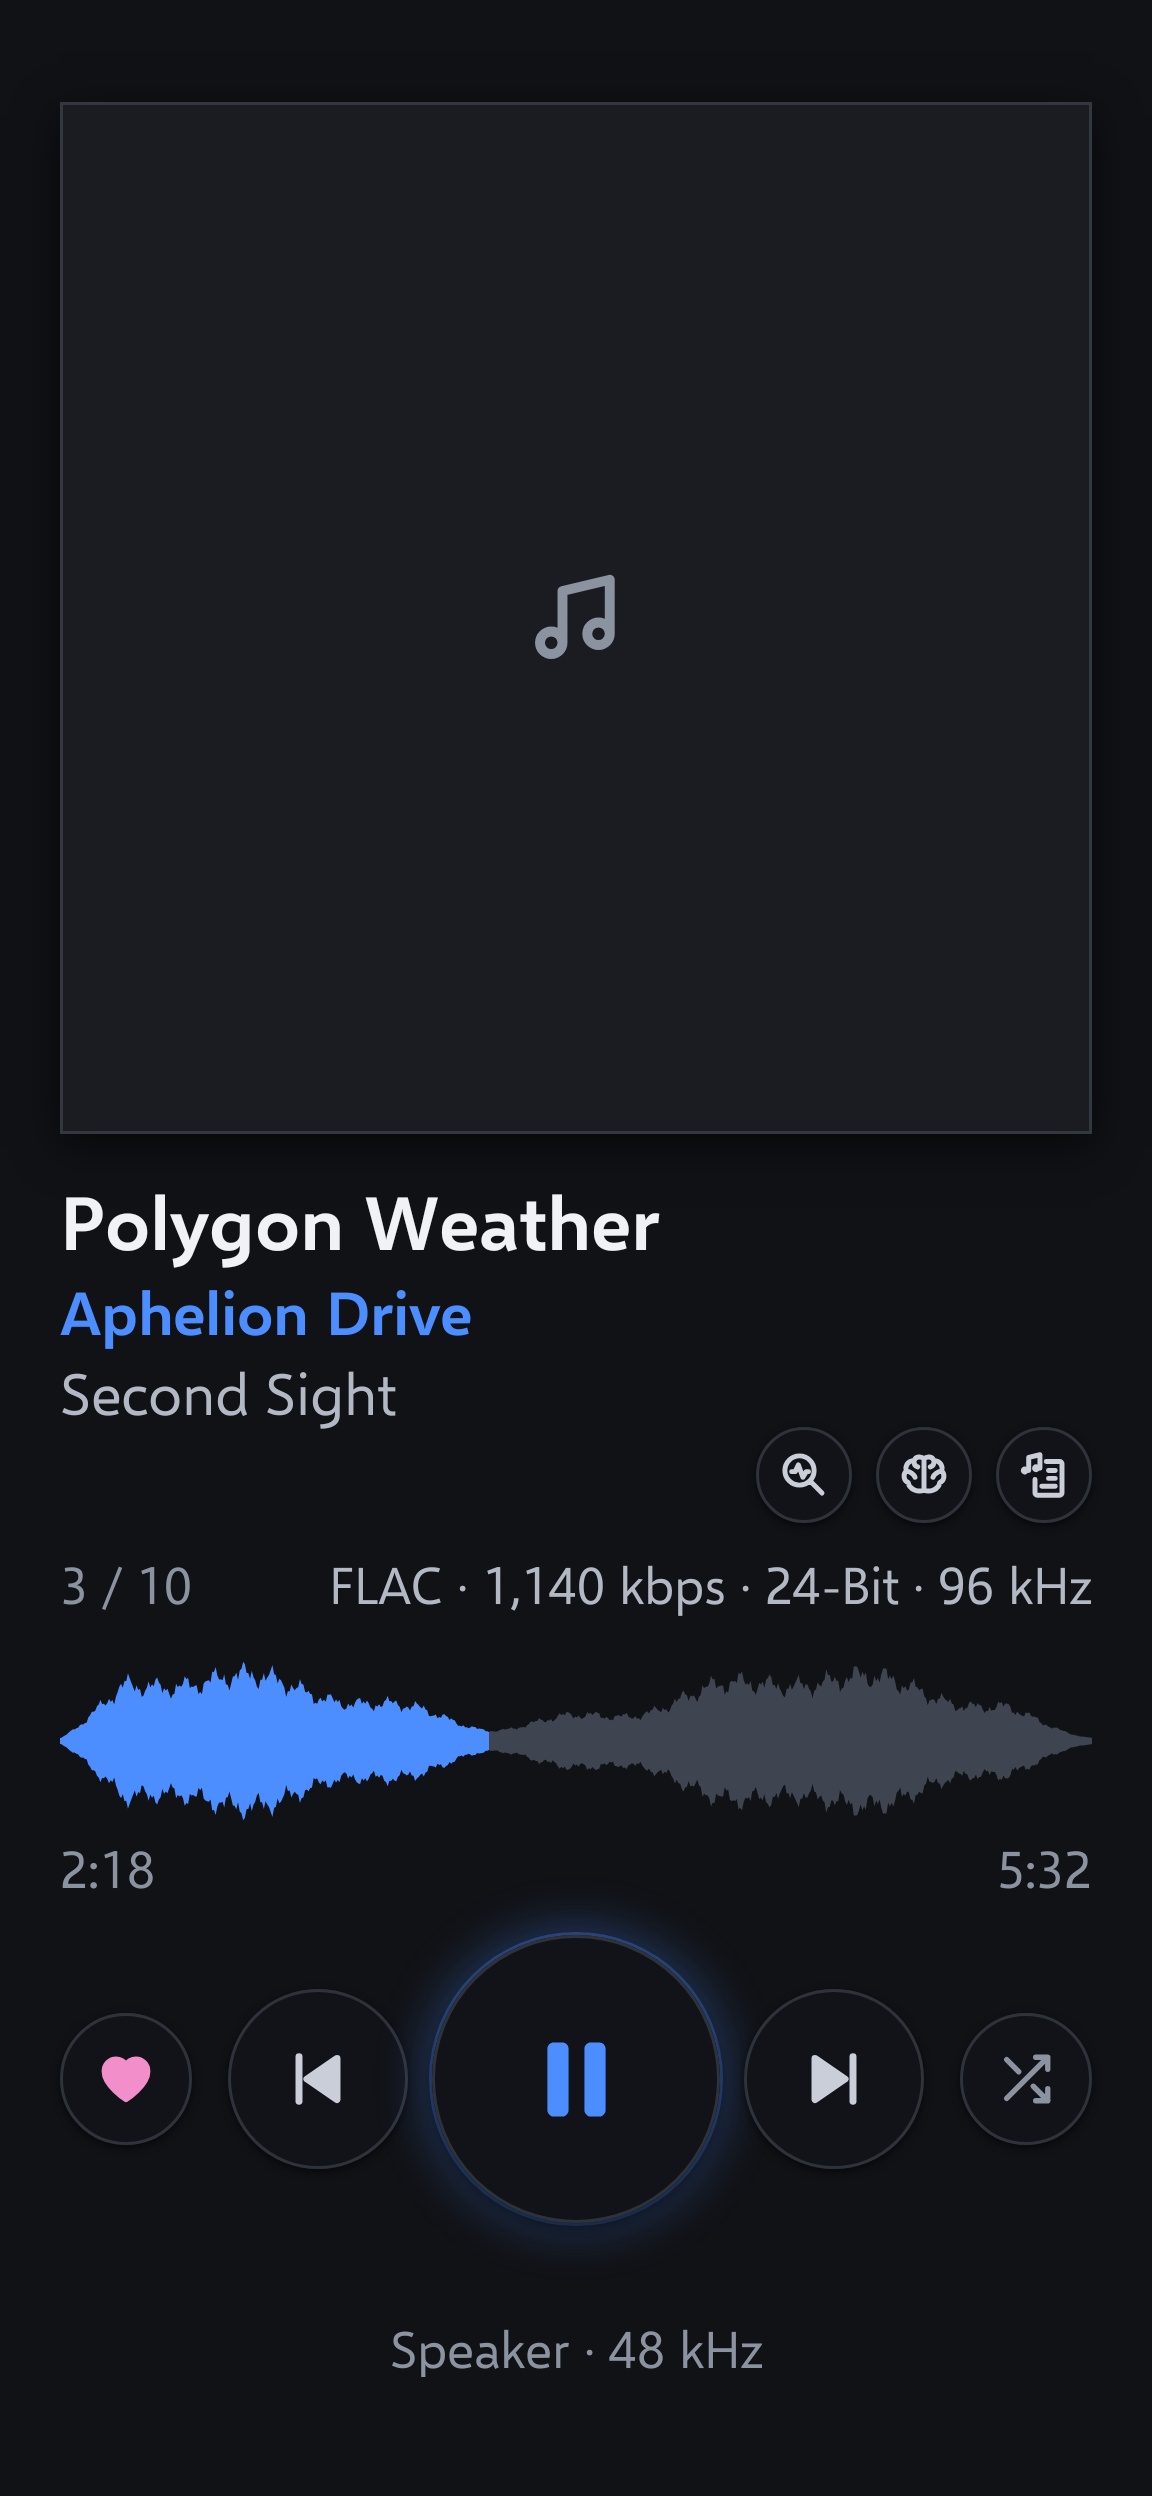 Polygon Weather
Aphelion Drive
Second Sight
3 / 10
FLAC · 1,140 kbps · 24-Bit · 96 kHz
2:18
5:32
Speaker · 48 kHz